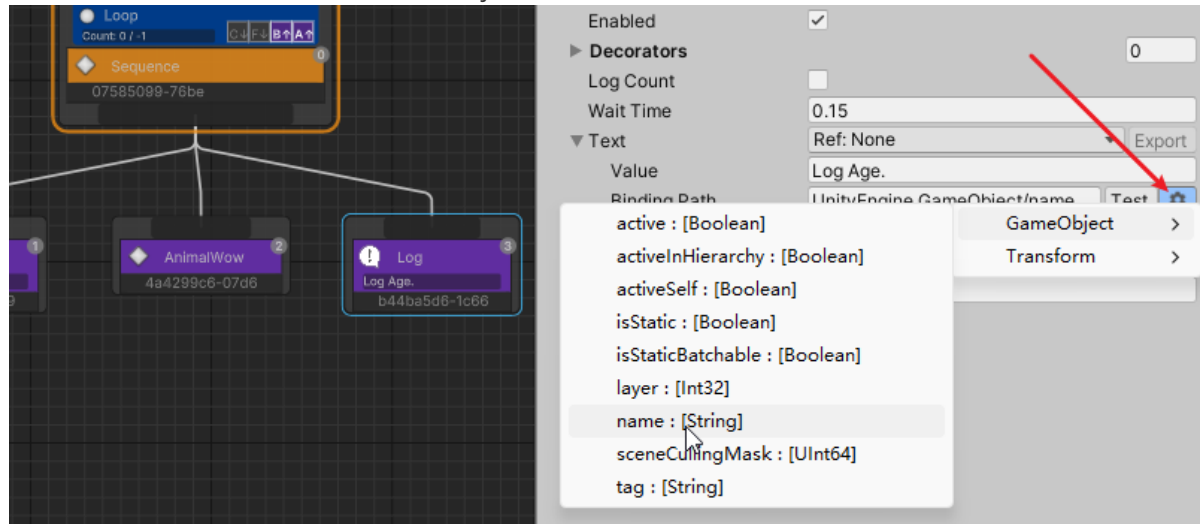 Loop
Count: 0 / -1
C↓ F↓ B↑ A↑
Sequence
0
07585099-76be
1
AnimalWow
2
4a4299c6-07d6
Log
3
Log Age.
b44ba5d6-1c66
9
Enabled
Decorators 0
Log Count
Wait Time 0.15
Text Ref: None Export
Value Log Age.
Binding Path UnityEngine.GameObject/name Test
active : [Boolean]
activeInHierarchy : [Boolean]
activeSelf : [Boolean]
isStatic : [Boolean]
isStaticBatchable : [Boolean]
layer : [Int32]
name : [String]
sceneCullingMask : [UInt64]
tag : [String]
GameObject >
Transform >